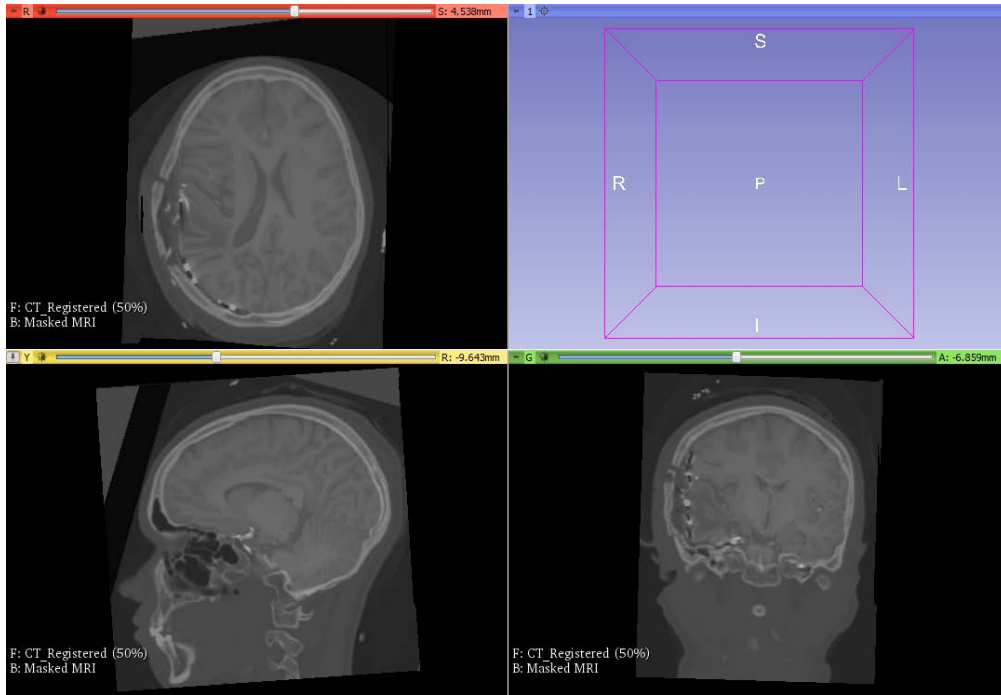 R S: 4.538mm
F: CT_Registered (50%)
B: Masked MRI
1
S
R P L
I
Y R: -9.643mm
F: CT_Registered (50%)
B: Masked MRI
G A: -6.859mm
F: CT_Registered (50%)
B: Masked MRI